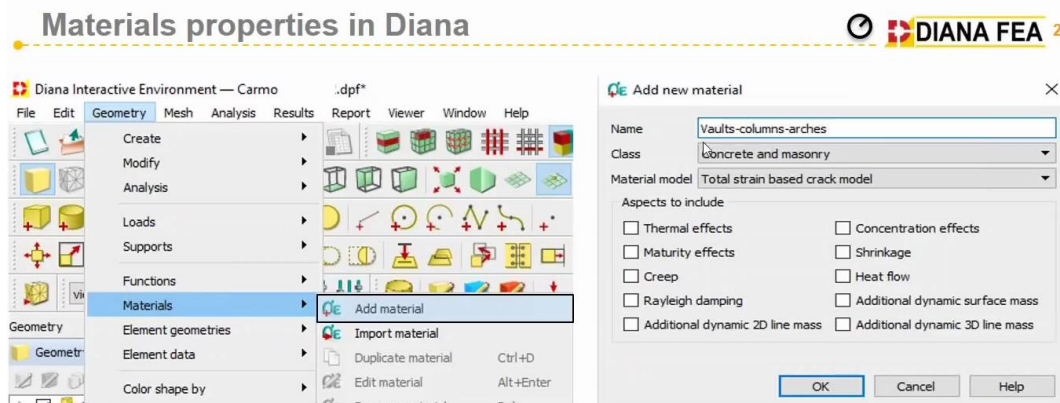 Materials properties in Diana
DIANA FEA
2
Diana Interactive Environment — Carmo .dpf*
File Edit Geometry Mesh Analysis Results Report Viewer Window Help
Create
Modify
Analysis
Loads
Supports
Functions
Materials
Element geometries
Element data
Color shape by
Geometry
Geometr
Add material
Import material
Duplicate material Ctrl+D
Edit material Alt+Enter
Add new material
Name Vaults-columns-arches
Class Concrete and masonry
Material model Total strain based crack model
Aspects to include
Thermal effects Concentration effects
Maturity effects Shrinkage
Creep Heat flow
Rayleigh damping Additional dynamic surface mass
Additional dynamic 2D line mass Additional dynamic 3D line mass
OK Cancel Help